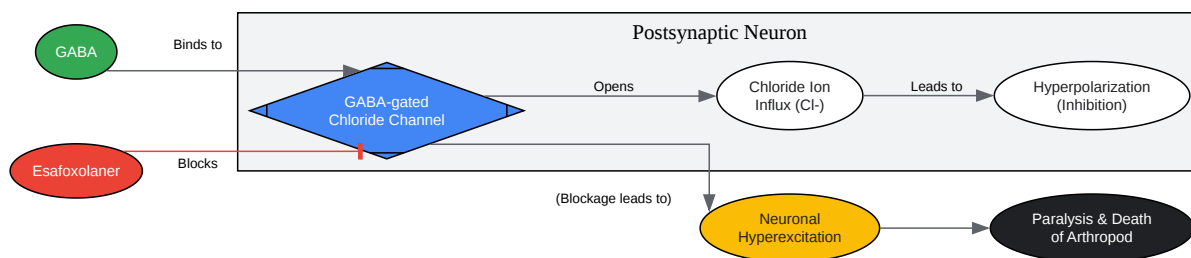 Postsynaptic Neuron
GABA
Binds to
GABA-gated
Chloride Channel
Opens
Chloride Ion
Influx (Cl-)
Leads to
Hyperpolarization
(Inhibition)
Esafoxolaner
Blocks
(Blockage leads to)
Neuronal
Hyperexcitation
Paralysis & Death
of Arthropod